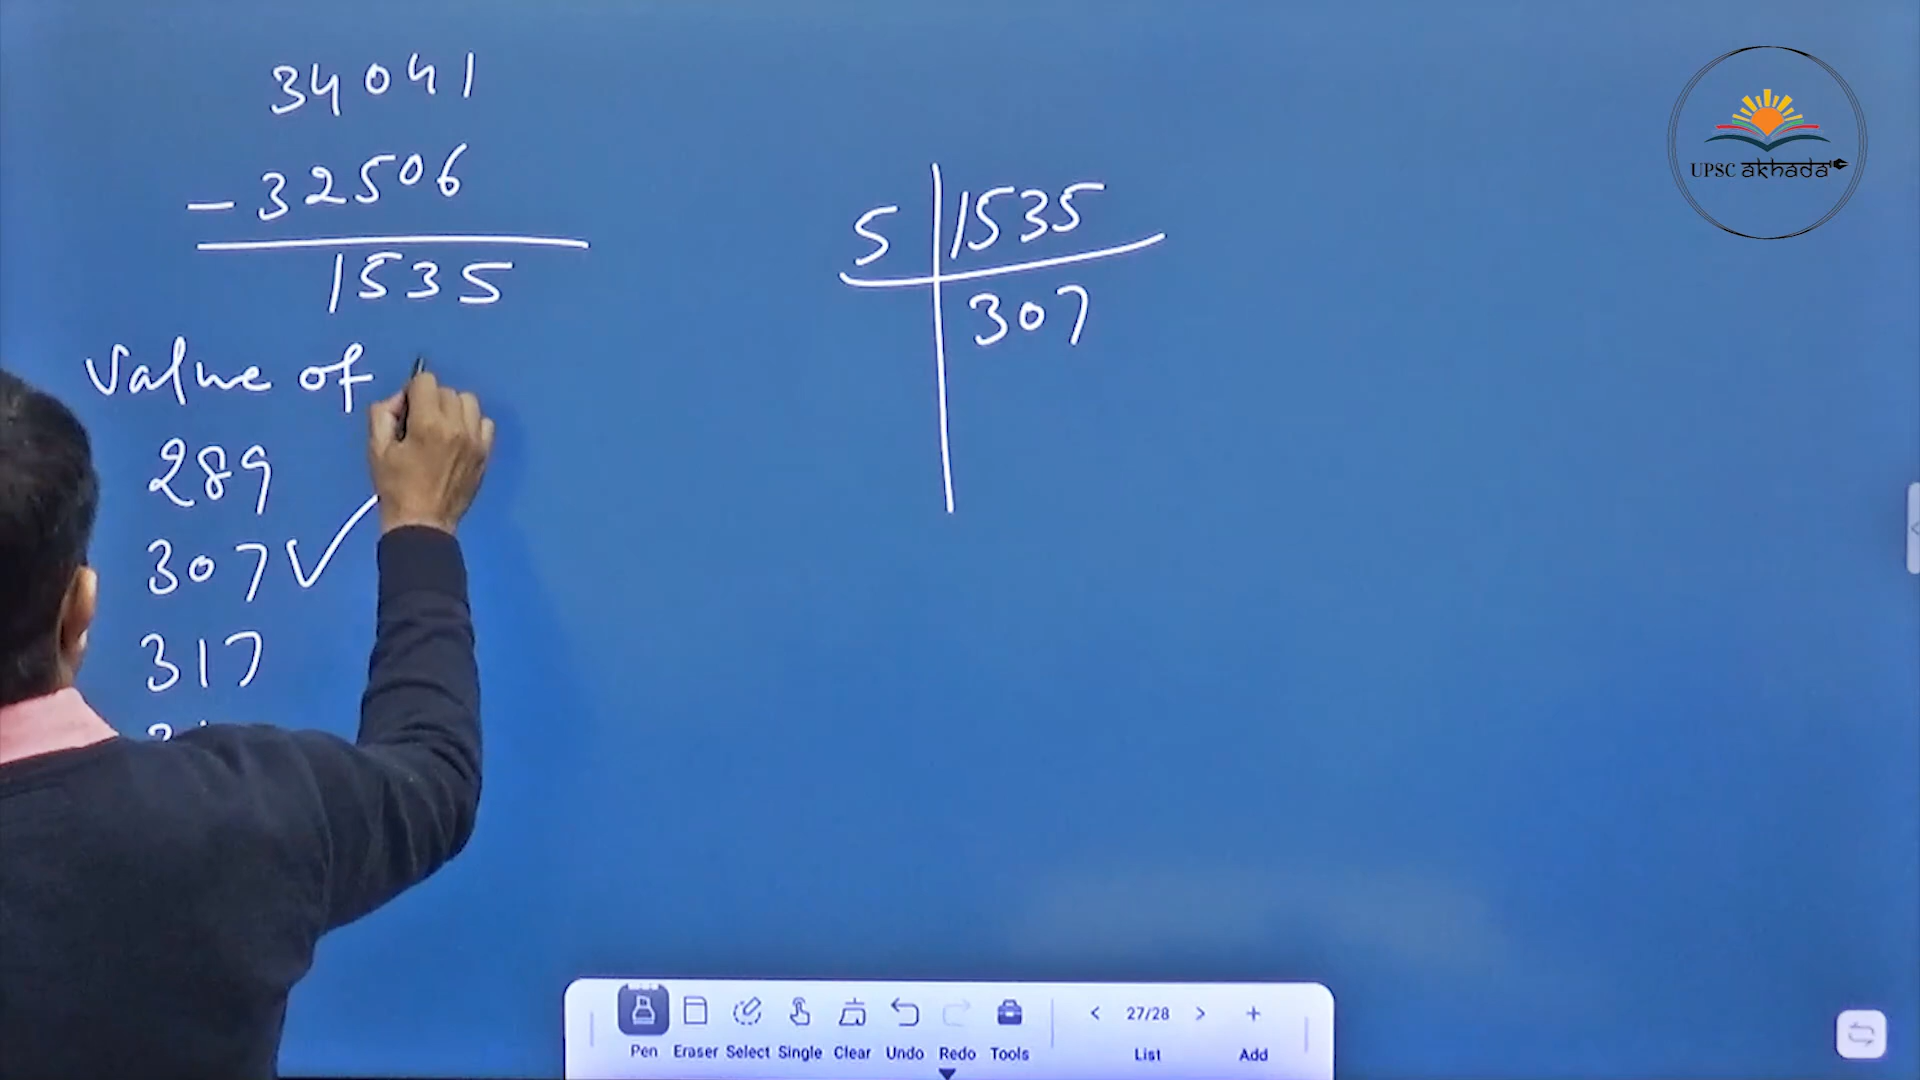 34041
-32506
1535
Value of
289
307 ✓
317
5 1535
307
UPSC akhada
Pen Eraser Select Single Clear Undo Redo Tools
< 27/28 > +
List Add